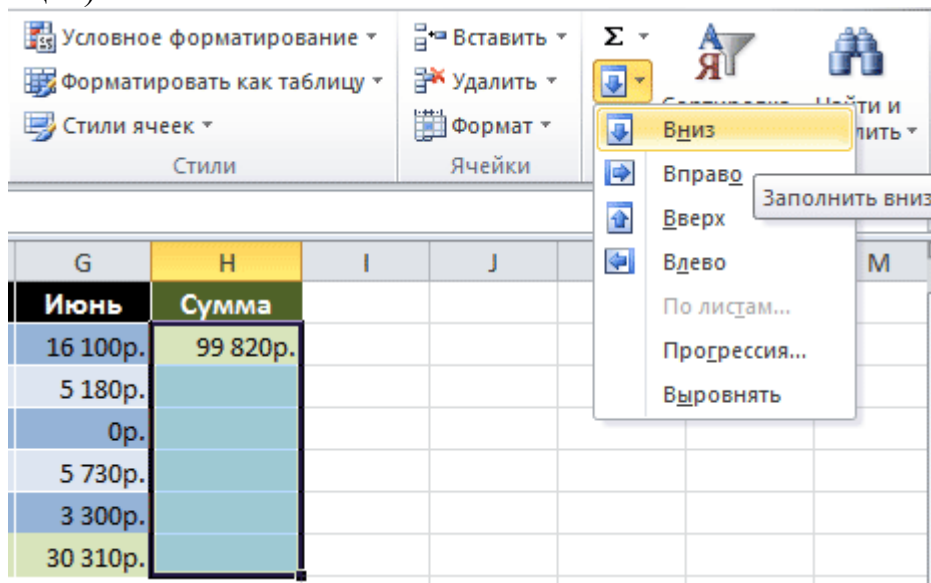 Условное форматирование
Форматировать как таблицу
Стили ячеек
Стили
Вставить
Удалить
Формат
Ячейки
Σ
А
Я
Вниз
Вправо
Вверх
Влево
По листам...
Прогрессия...
Выровнять
Заполнить вниз
G H I J M
Июнь Сумма
16 100р. 99 820р.
5 180р.
0р.
5 730р.
3 300р.
30 310р.